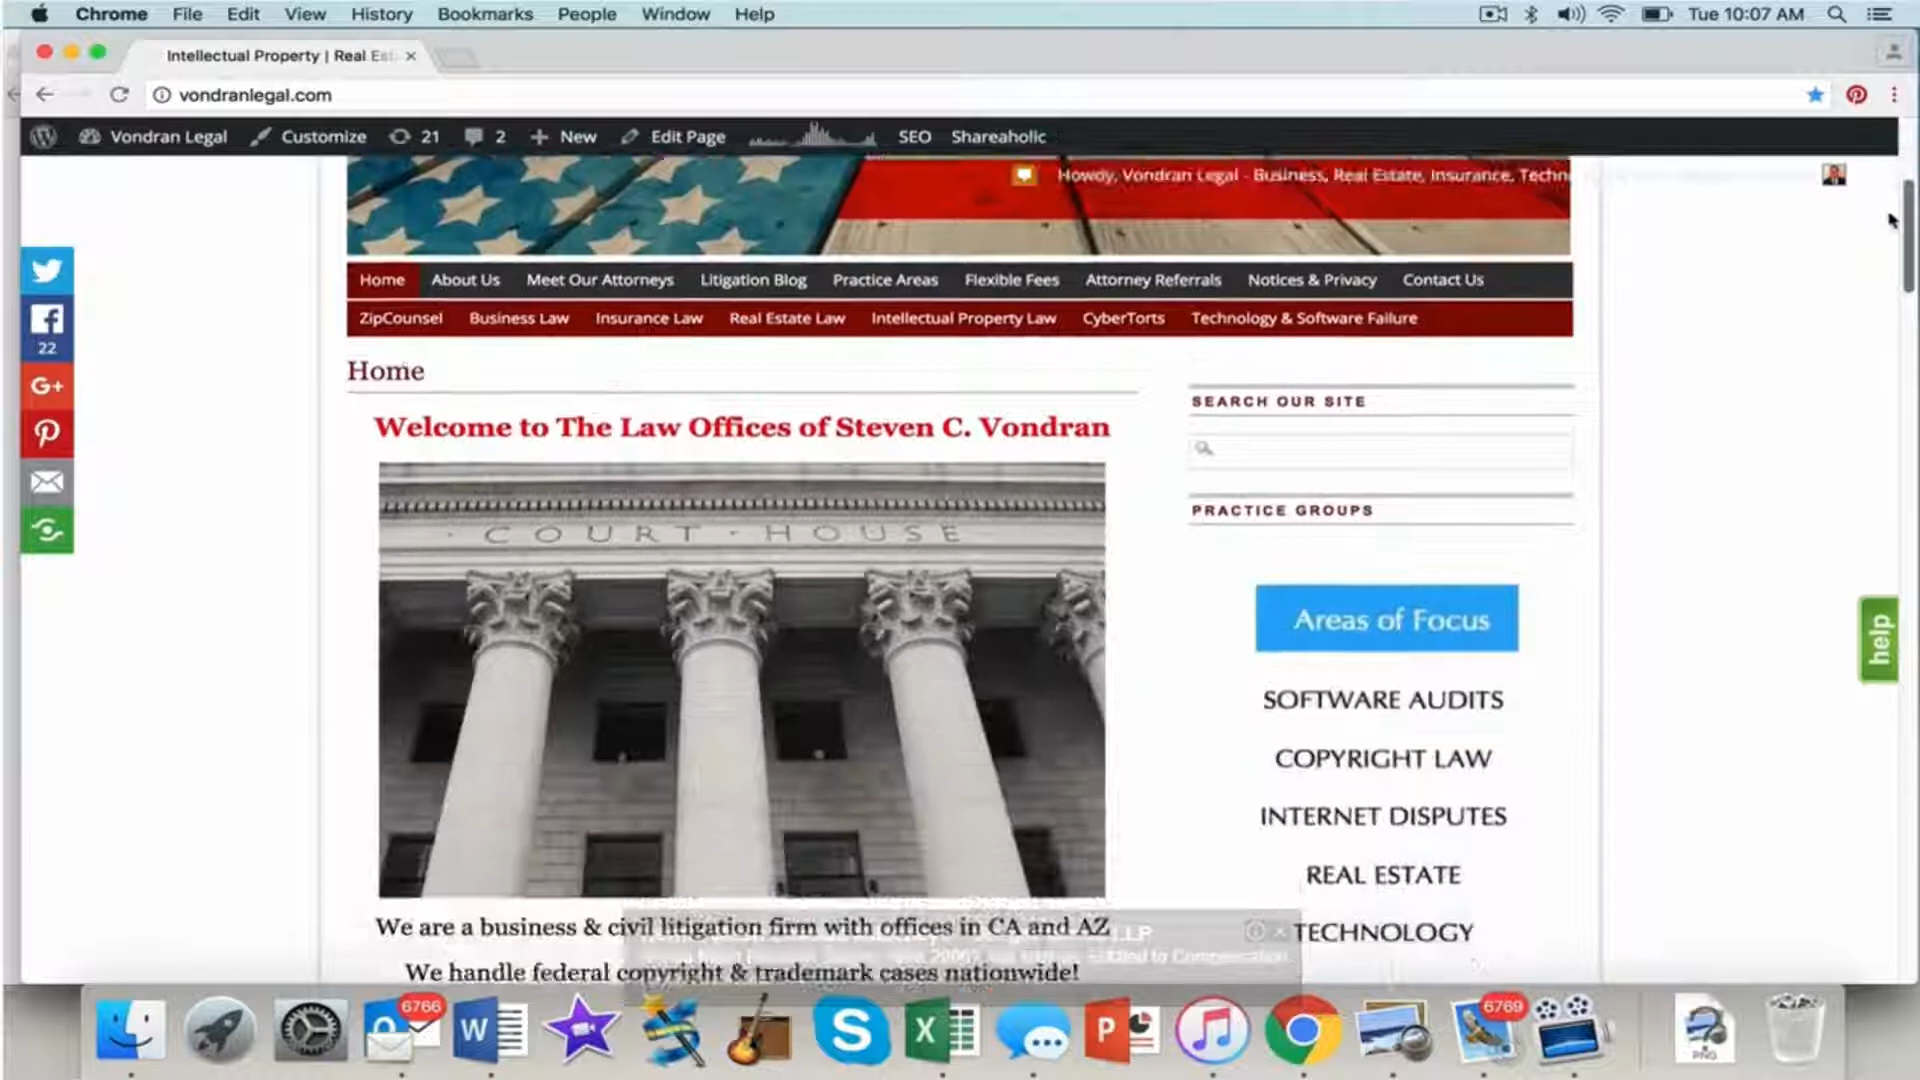 Chrome File Edit View History Bookmarks People Window Help Tue 10:07 AM
Intellectual Property | Real Est
vondranlegal.com
Vondran Legal Customize 21 2 New Edit Page SEO Shareaholic
Howdy, Vondran Legal - Business, Real Estate, Insurance, Techn
Home About Us Meet Our Attorneys Litigation Blog Practice Areas Flexible Fees Attorney Referrals Notices & Privacy Contact Us
ZipCounsel Business Law Insurance Law Real Estate Law Intellectual Property Law CyberTorts Technology & Software Failure
22
G+
Home
Welcome to The Law Offices of Steven C. Vondran
COURT · HOUSE
We are a business & civil litigation firm with offices in CA and AZ
We handle federal copyright & trademark cases nationwide!
SEARCH OUR SITE
PRACTICE GROUPS
Areas of Focus
SOFTWARE AUDITS
COPYRIGHT LAW
INTERNET DISPUTES
REAL ESTATE
TECHNOLOGY
help
6766
W
S
X
P
6769
PNG